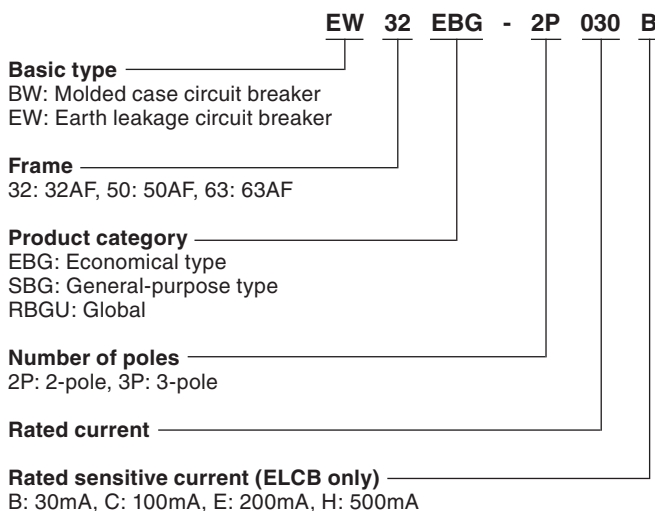 EW 32 EBG - 2P 030 B
Basic type
BW: Molded case circuit breaker
EW: Earth leakage circuit breaker
Frame
32: 32AF, 50: 50AF, 63: 63AF
Product category
EBG: Economical type
SBG: General-purpose type
RBGU: Global
Number of poles
2P: 2-pole, 3P: 3-pole
Rated current
Rated sensitive current (ELCB only)
B: 30mA, C: 100mA, E: 200mA, H: 500mA